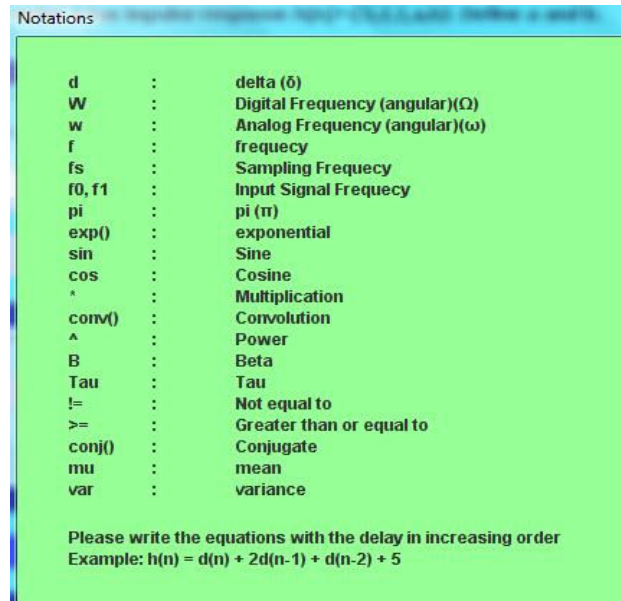 Notations
d : delta (δ)
W : Digital Frequency (angular)(Ω)
w : Analog Frequency (angular)(ω)
f : frequecy
fs : Sampling Frequecy
f0, f1 : Input Signal Frequecy
pi : pi (π)
exp() : exponential
sin : Sine
cos : Cosine
* : Multiplication
conv() : Convolution
^ : Power
B : Beta
Tau : Tau
!= : Not equal to
>= : Greater than or equal to
conj() : Conjugate
mu : mean
var : variance
Please write the equations with the delay in increasing order
Example: h(n) = d(n) + 2d(n-1) + d(n-2) + 5